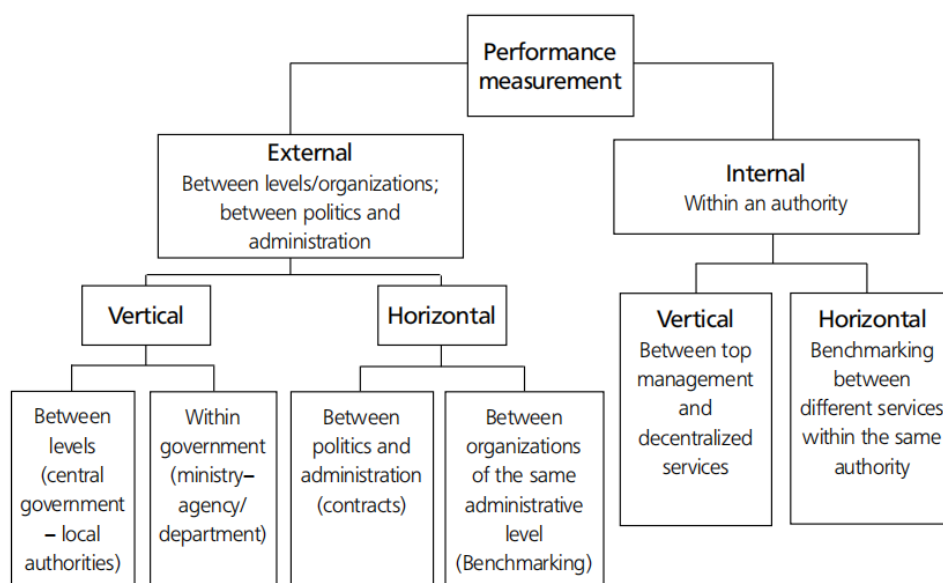 Performance
measurement
External
Between levels/organizations;
between politics and
administration
Internal
Within an authority
Vertical
Horizontal
Vertical
Between top
management
and
decentralized
services
Horizontal
Benchmarking
between
different services
within the same
authority
Between
levels
(central
government
– local
authorities)
Within
government
(ministry–
agency/
department)
Between
politics and
administration
(contracts)
Between
organizations
of the same
administrative
level
(Benchmarking)